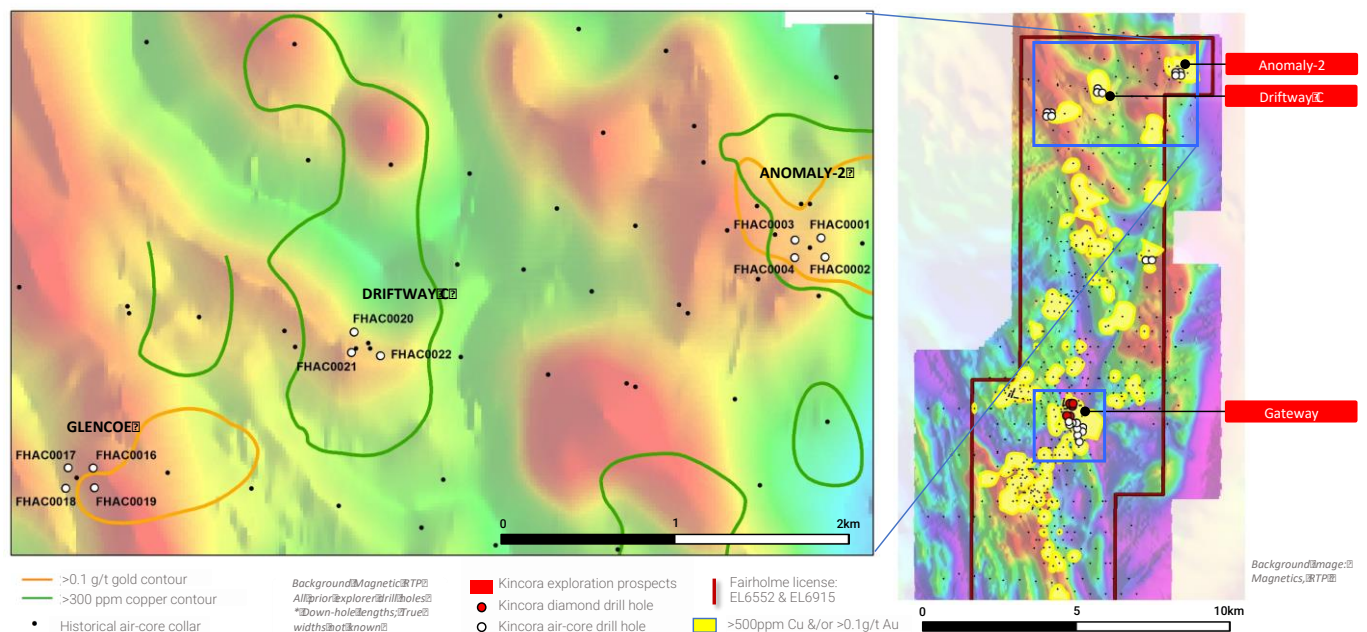 Anomaly-2
Driftway C
ANOMALY-2
FHAC0003
FHAC0001
FHAC0004
FHAC0002
DRIFTWAY C
FHAC0020
FHAC0022
FHAC0021
GLENCOE
FHAC0017
FHAC0016
FHAC0018
FHAC0019
0
1
2km
Gateway
>0.1 g/t gold contour
>300 ppm copper contour
Historical air-core collar
Background Magnetic RTP
All prior explorer drill holes
* Down-hole lengths; True
widths not known
Kincora exploration prospects
Kincora diamond drill hole
Kincora air-core drill hole
Fairholme license:
EL6552 & EL6915
>500ppm Cu &/or >0.1g/t Au
Background image:
Magnetics, RTP
0
5
10km